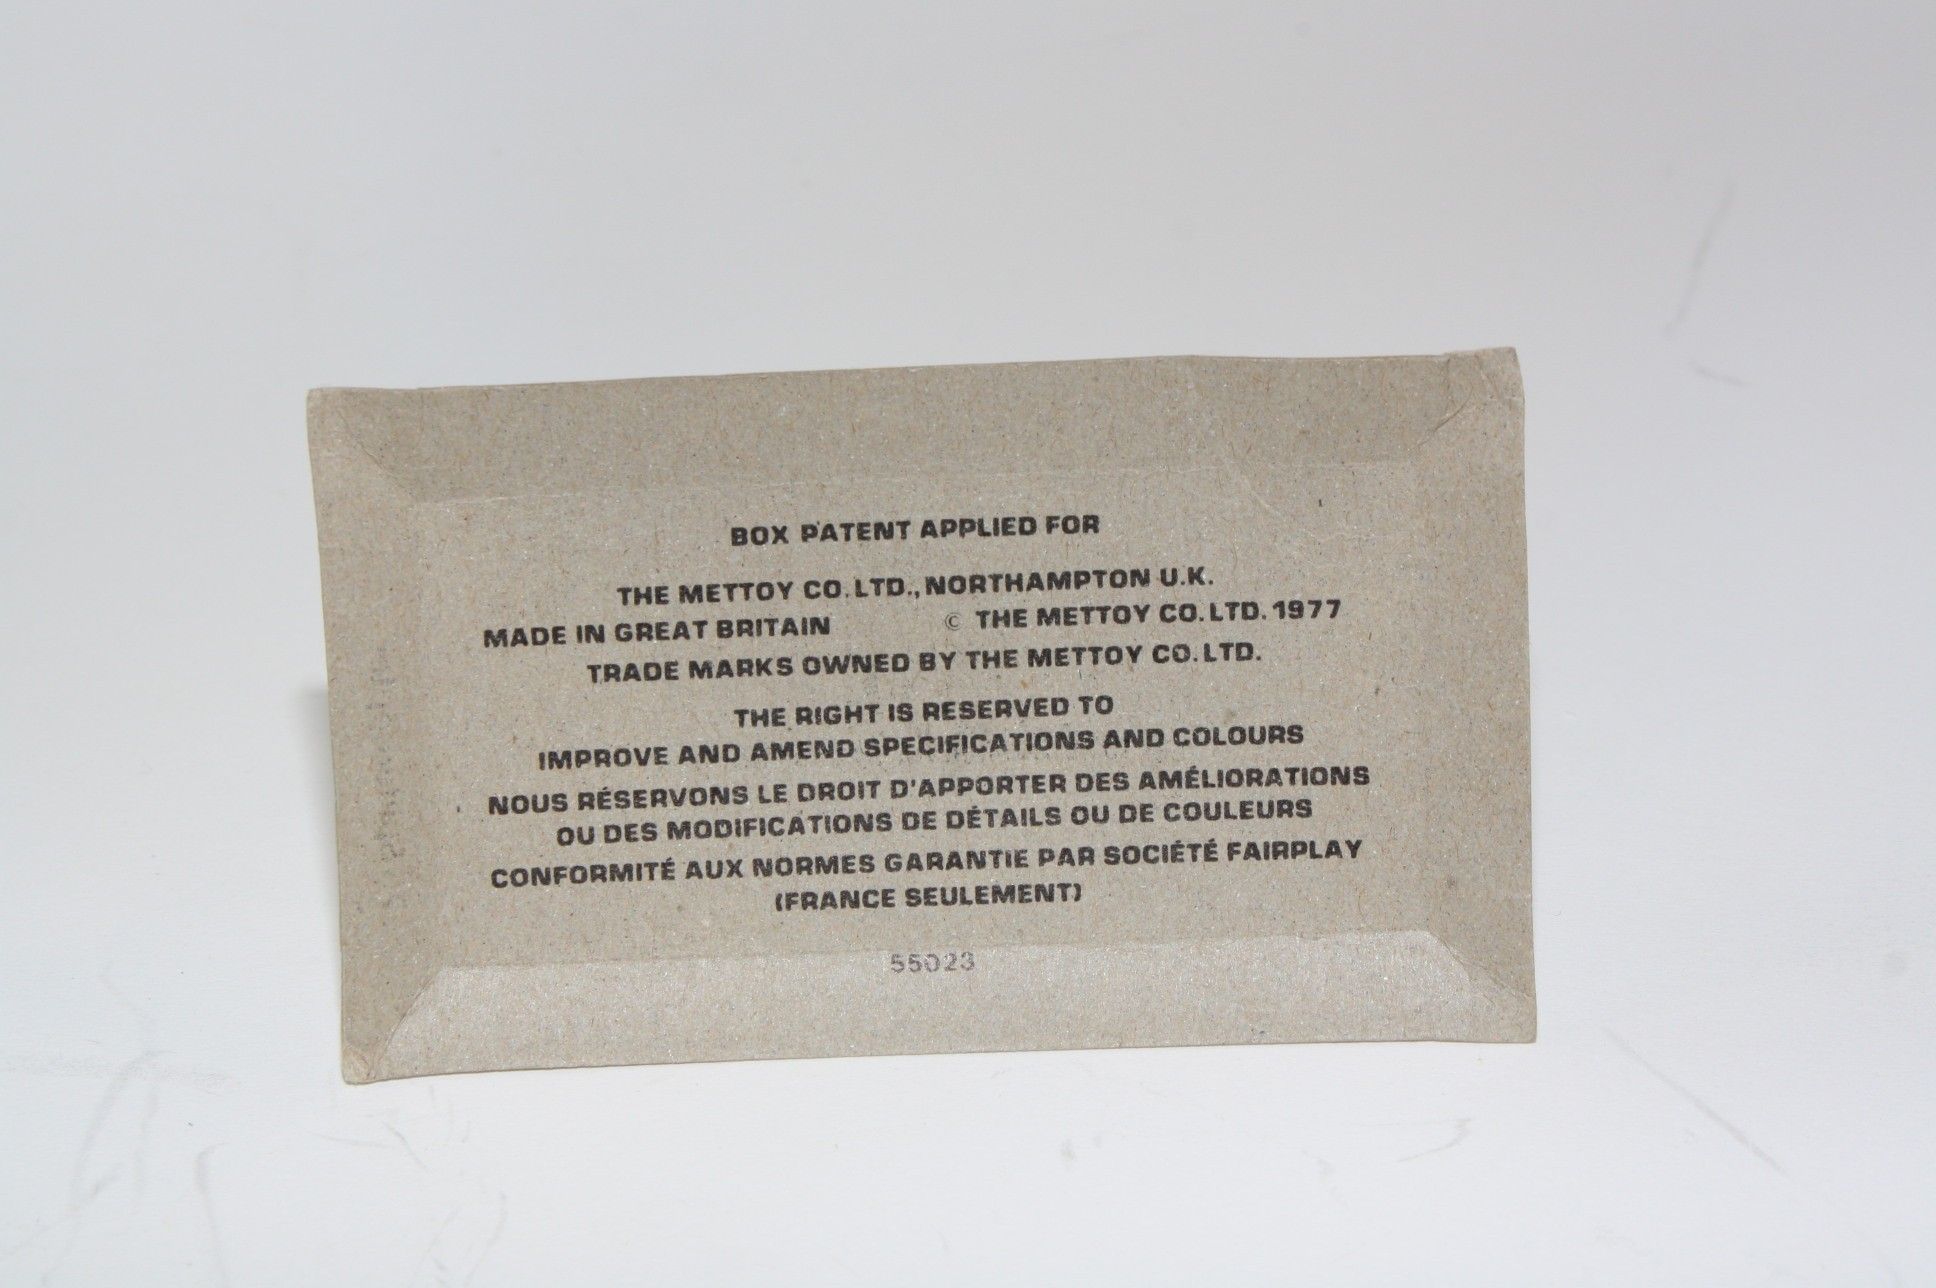 BOX PATENT APPLIED FOR
THE METTOY CO. LTD., NORTHAMPTON U.K.
MADE IN GREAT BRITAIN © THE METTOY CO. LTD. 1977
TRADE MARKS OWNED BY THE METTOY CO. LTD.
THE RIGHT IS RESERVED TO
IMPROVE AND AMEND SPECIFICATIONS AND COLOURS
NOUS RÉSERVONS LE DROIT D'APPORTER DES AMÉLIORATIONS
OU DES MODIFICATIONS DE DÉTAILS OU DE COULEURS
CONFORMITÉ AUX NORMES GARANTIE PAR SOCIÉTÉ FAIRPLAY
(FRANCE SEULEMENT)
55023